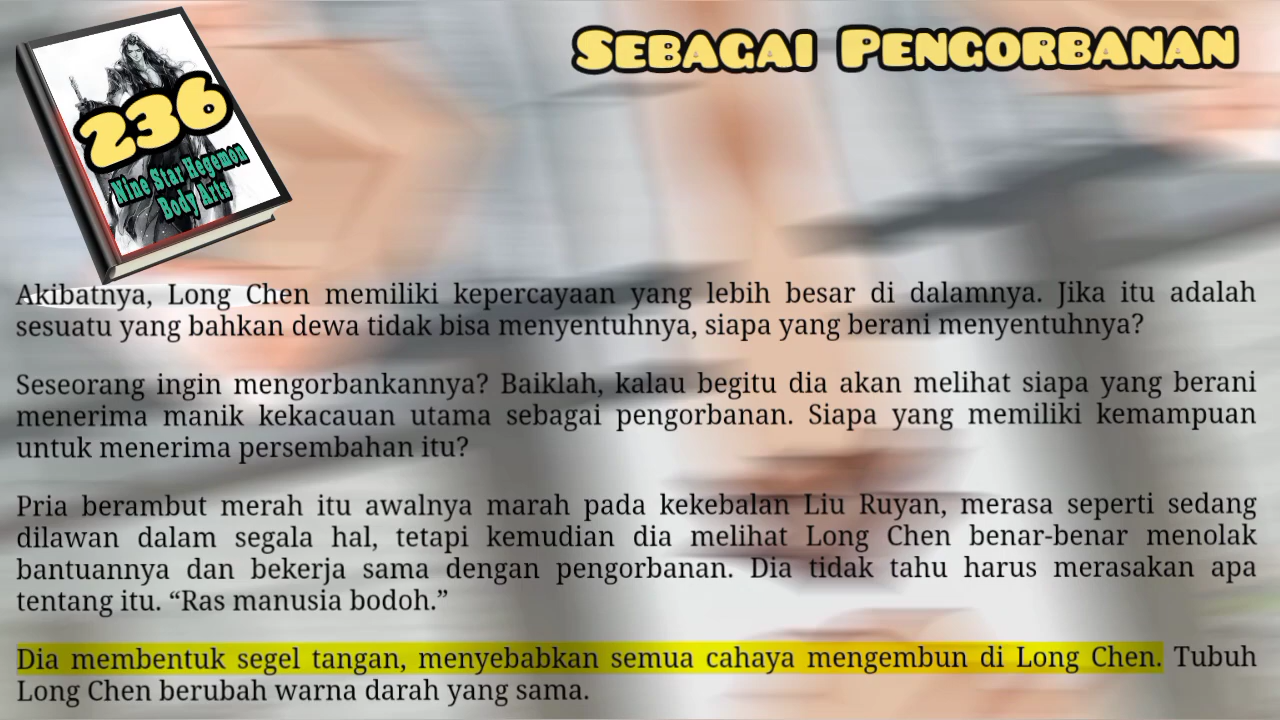 SEBAGAI PENGORBANAN
236
Nine Star Hegemon
Body Arts
Akibatnya, Long Chen memiliki kepercayaan yang lebih besar di dalamnya. Jika itu adalah
sesuatu yang bahkan dewa tidak bisa menyentuhnya, siapa yang berani menyentuhnya?
Seseorang ingin mengorbankannya? Baiklah, kalau begitu dia akan melihat siapa yang berani
menerima manik kekacauan utama sebagai pengorbanan. Siapa yang memiliki kemampuan
untuk menerima persembahan itu?
Pria berambut merah itu awalnya marah pada kekebalan Liu Ruyan, merasa seperti sedang
dilawan dalam segala hal, tetapi kemudian dia melihat Long Chen benar-benar menolak
bantuannya dan bekerja sama dengan pengorbanan. Dia tidak tahu harus merasakan apa
tentang itu. “Ras manusia bodoh.”
Dia membentuk segel tangan, menyebabkan semua cahaya mengembun di Long Chen. Tubuh
Long Chen berubah warna darah yang sama.